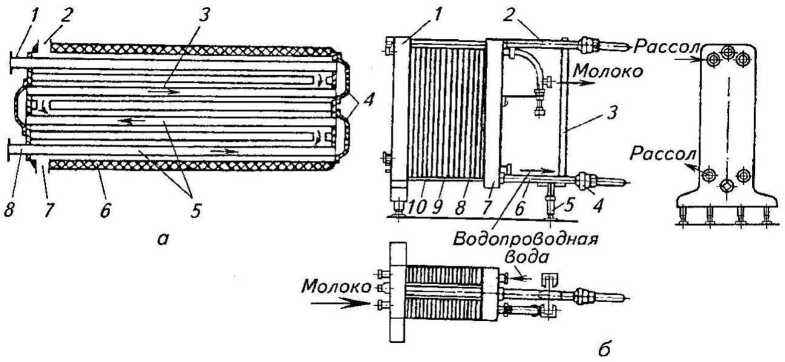 1 2 3
4
8 7 6 5
а
1 2
Рассол
Молоко
3
Рассол
10 9 8 7 6 5 4
Водопроводная
вода
Молоко
б